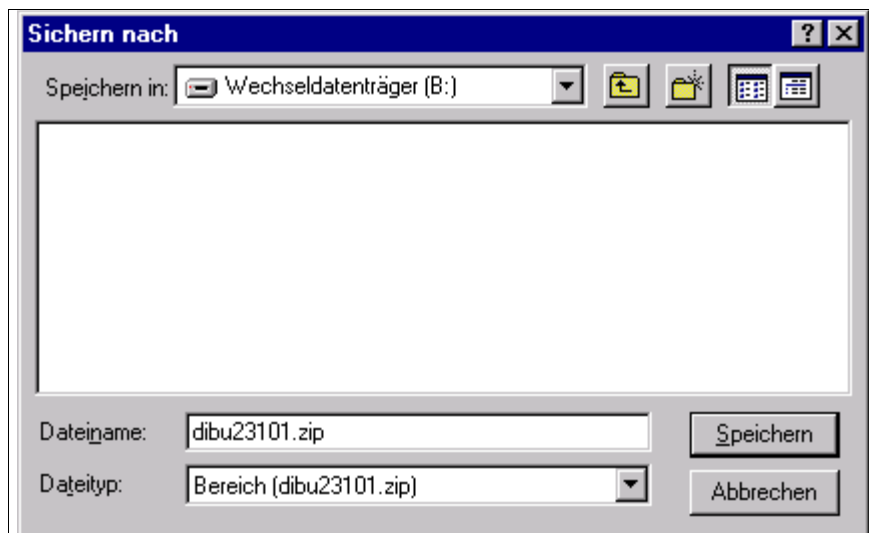 Sichern nach
Speichern in: Wechseldatenträger (B:)
Dateiname: dibu23101.zip Speichern
Dateityp: Bereich (dibu23101.zip) Abbrechen